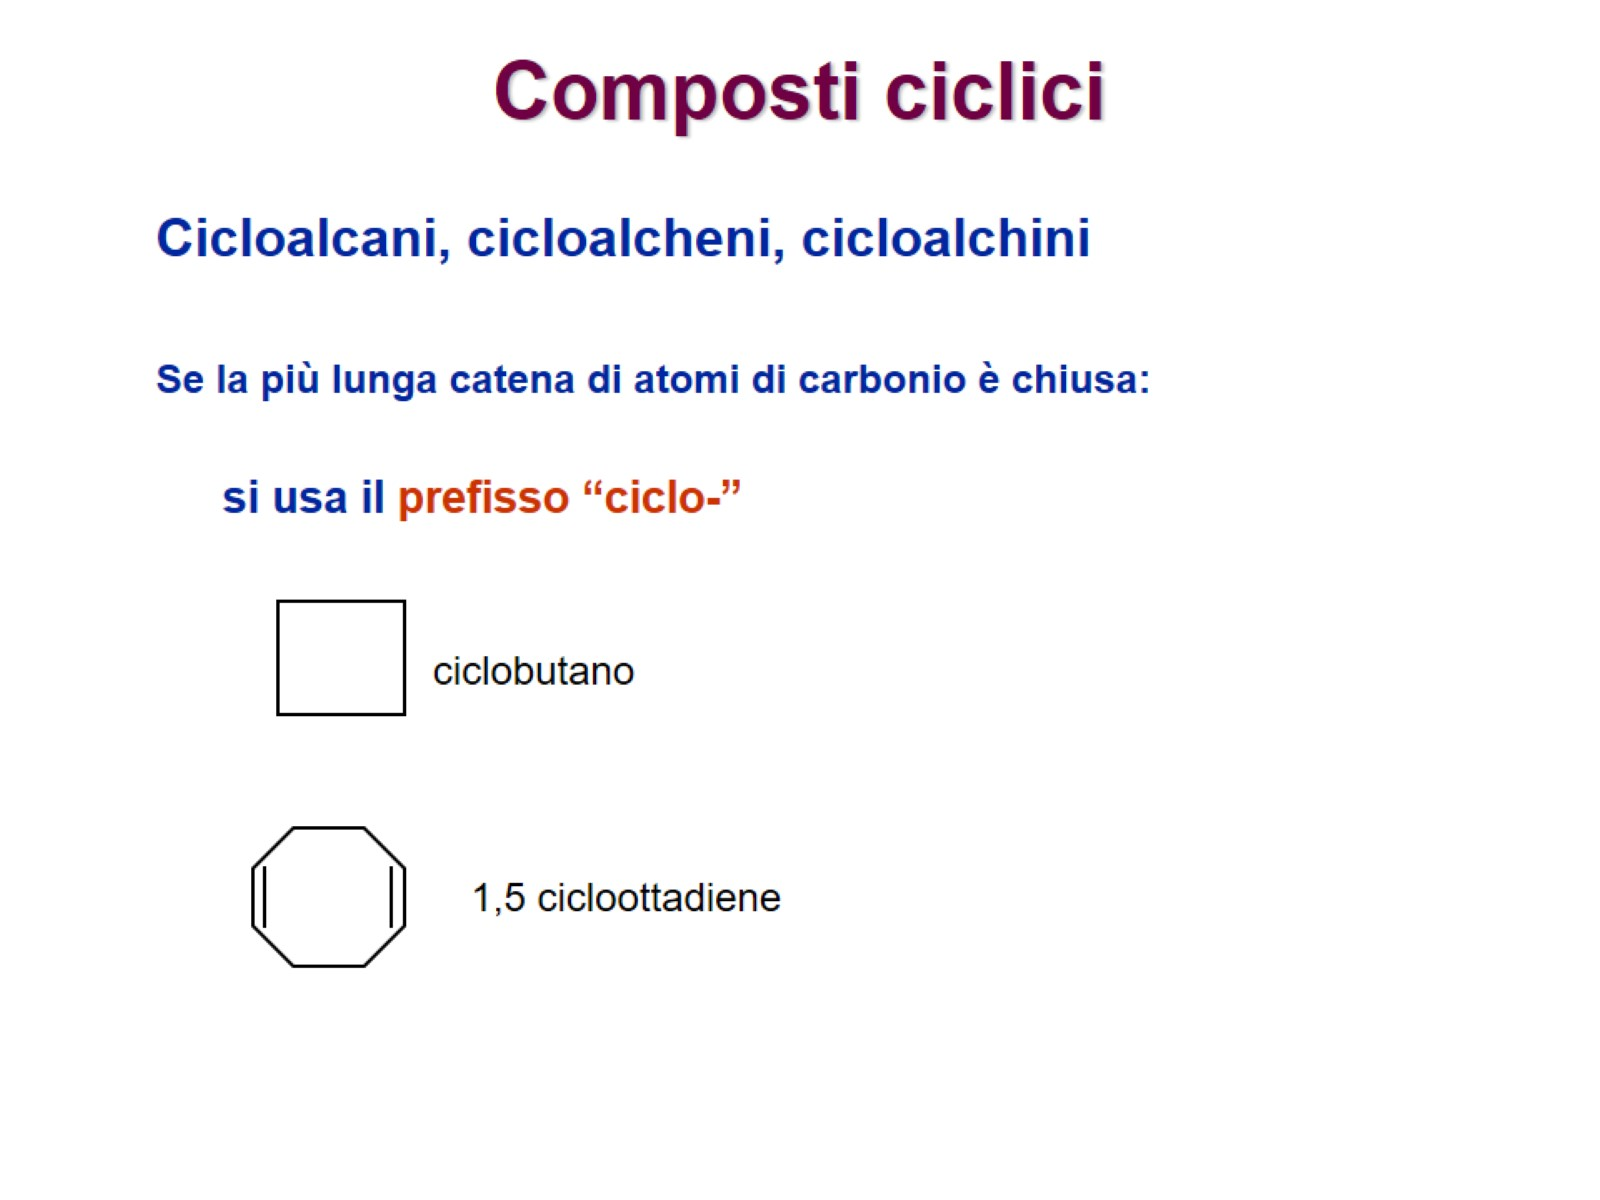 Composti ciclici
Cicloalcani, cicloalcheni, cicloalchini
Se la più lunga catena di atomi di carbonio è chiusa:
si usa il prefisso “ciclo-”
ciclobutano
1,5 cicloottadiene